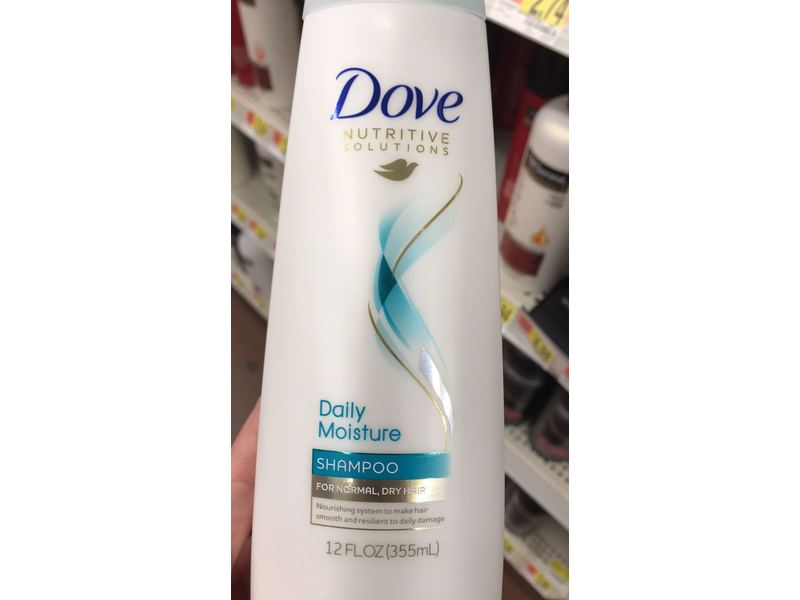 Dove
NUTRITIVE
SOLUTIONS
Daily
Moisture
SHAMPOO
FOR NORMAL, DRY HAIR
Nourishing system to make hair
smooth and resilient to daily damage
12 FL OZ (355mL)